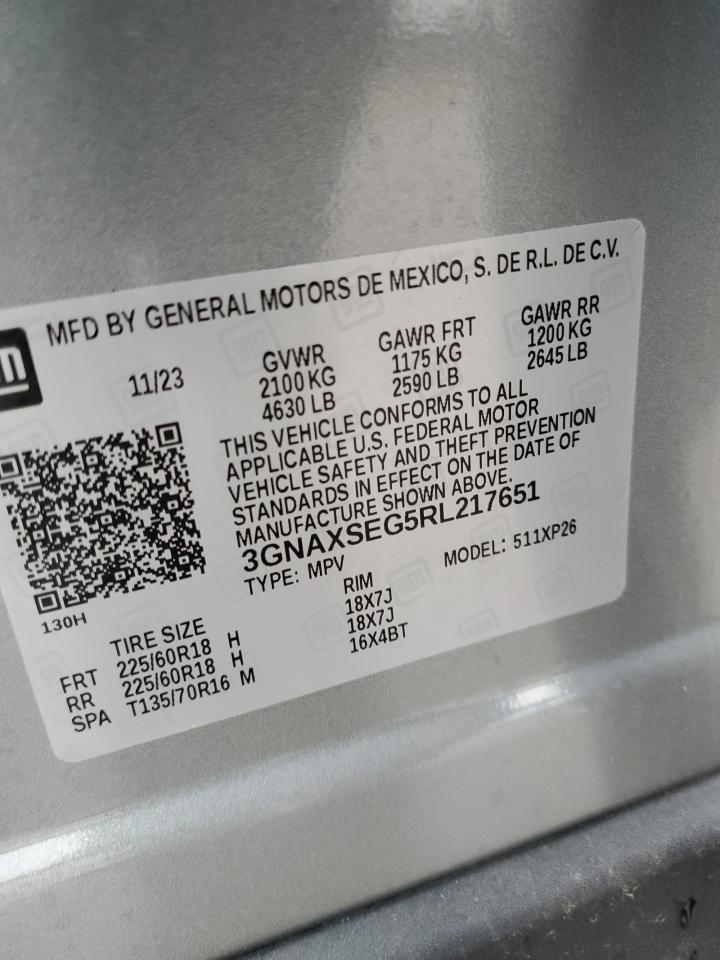 MFD BY GENERAL MOTORS DE MEXICO, S. DE R.L. DE C.V.
gm
11/23
GVWR
2100 KG
4630 LB
GAWR FRT
1175 KG
2590 LB
GAWR RR
1200 KG
2645 LB
THIS VEHICLE CONFORMS TO ALL
APPLICABLE U.S. FEDERAL MOTOR
VEHICLE SAFETY AND THEFT PREVENTION
STANDARDS IN EFFECT ON THE DATE OF
MANUFACTURE SHOWN ABOVE.
3GNAXSEG5RL217651
TYPE: MPV MODEL: 511XP26
130H
TIRE SIZE RIM
FRT 225/60R18 H 18X7J
RR 225/60R18 H 18X7J
SPA T135/70R16 M 16X4BT